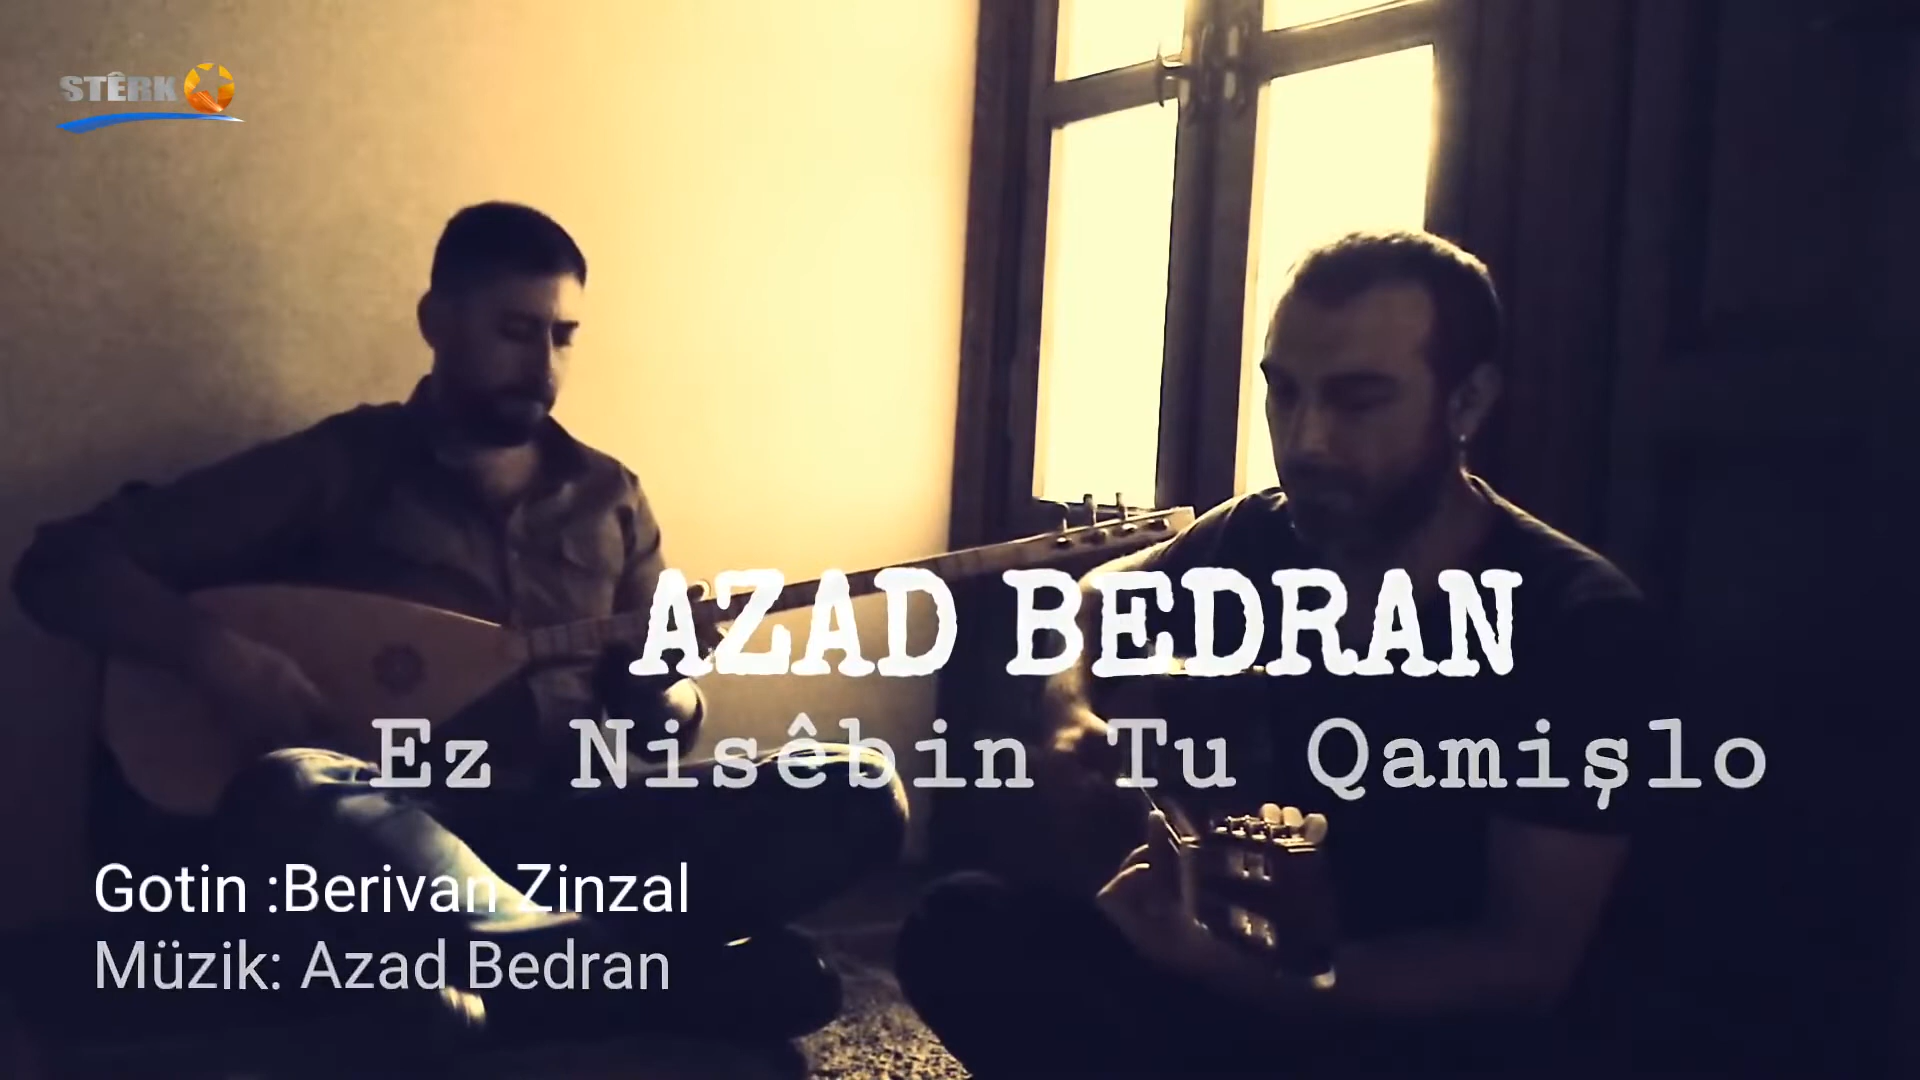 STÊRK
AZAD BEDRAN
Ez Nisêbin Tu Qamişlo
Gotin :Berivan Zinzal
Müzik: Azad Bedran